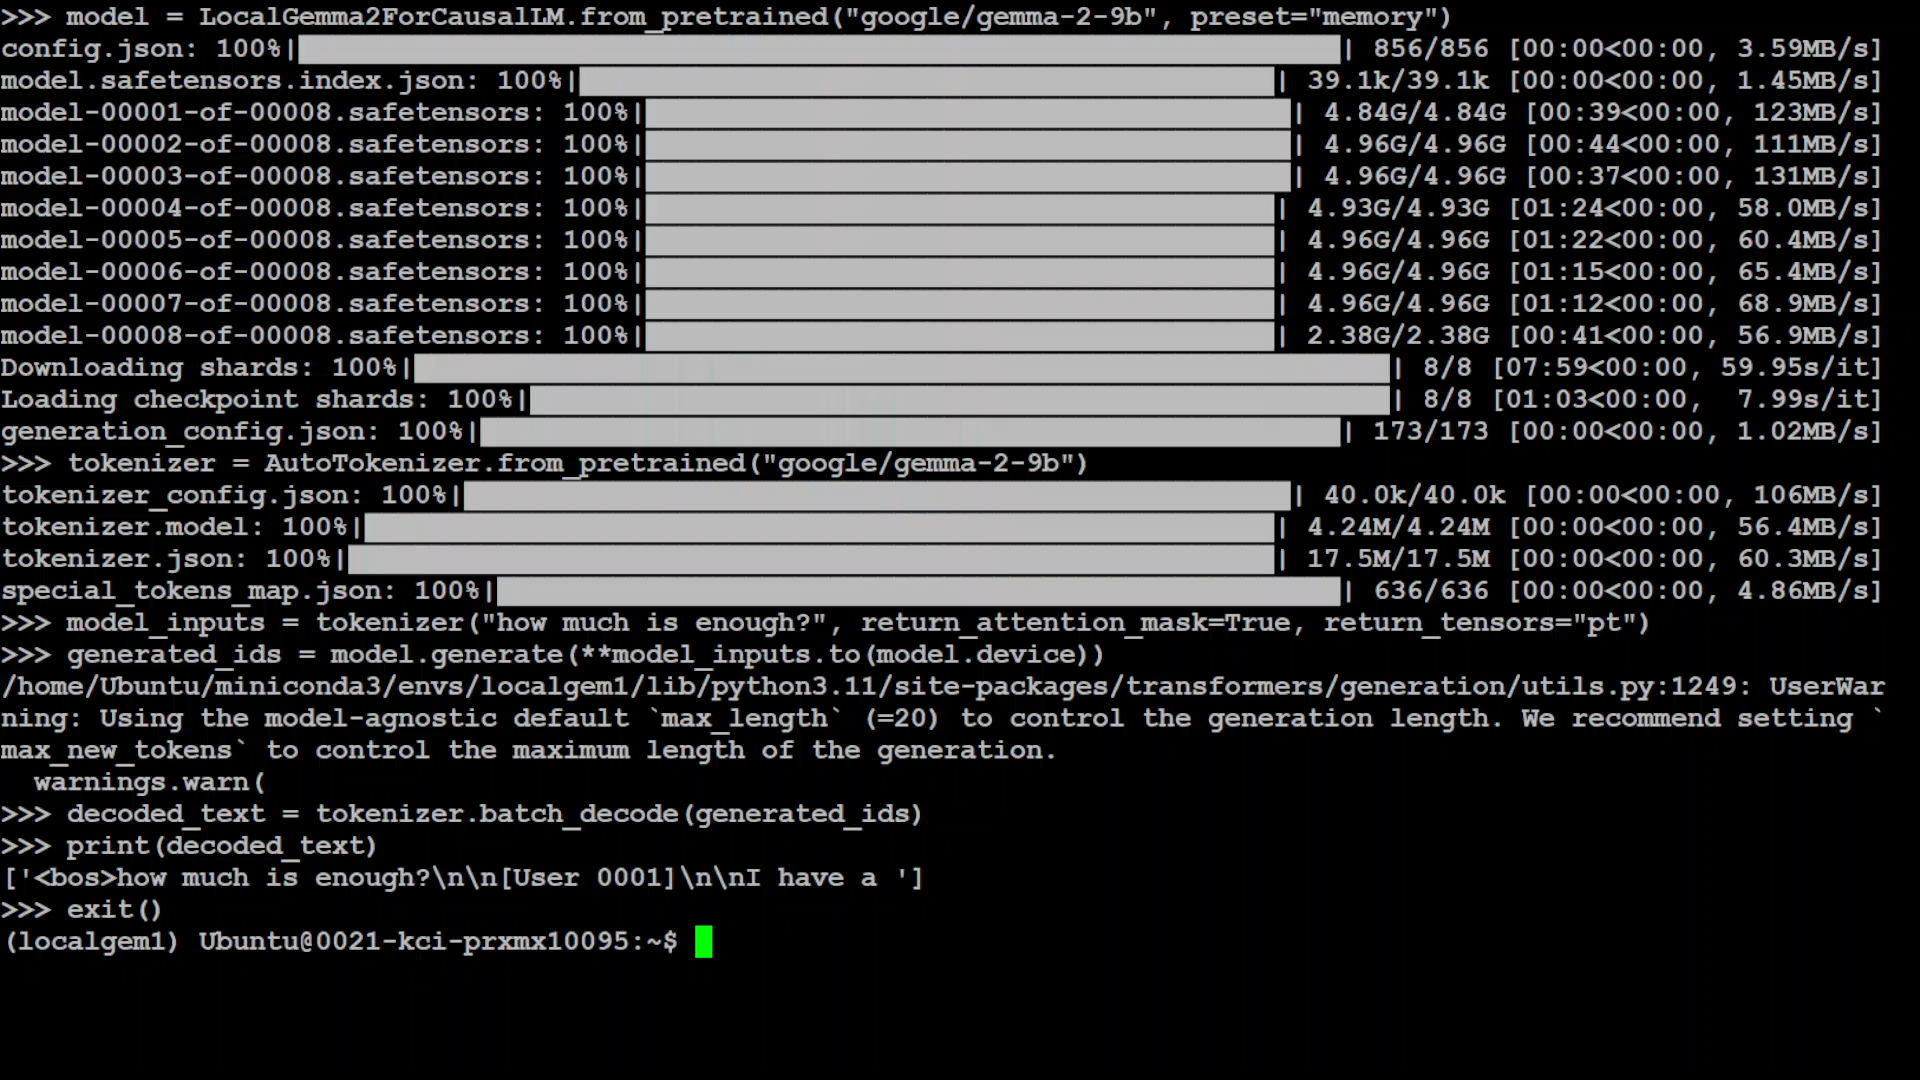 >>> model = LocalGemma2ForCausalLM.from_pretrained("google/gemma-2-9b", preset="memory")
config.json: 100%|| 856/856 [00:00<00:00, 3.59MB/s]
model.safetensors.index.json: 100%|| 39.1k/39.1k [00:00<00:00, 1.45MB/s]
model-00001-of-00008.safetensors: 100%|| 4.84G/4.84G [00:39<00:00, 123MB/s]
model-00002-of-00008.safetensors: 100%|| 4.96G/4.96G [00:44<00:00, 111MB/s]
model-00003-of-00008.safetensors: 100%|| 4.96G/4.96G [00:37<00:00, 131MB/s]
model-00004-of-00008.safetensors: 100%|| 4.93G/4.93G [01:24<00:00, 58.0MB/s]
model-00005-of-00008.safetensors: 100%|| 4.96G/4.96G [01:22<00:00, 60.4MB/s]
model-00006-of-00008.safetensors: 100%|| 4.96G/4.96G [01:15<00:00, 65.4MB/s]
model-00007-of-00008.safetensors: 100%|| 4.96G/4.96G [01:12<00:00, 68.9MB/s]
model-00008-of-00008.safetensors: 100%|| 2.38G/2.38G [00:41<00:00, 56.9MB/s]
Downloading shards: 100%|| 8/8 [07:59<00:00, 59.95s/it]
Loading checkpoint shards: 100%|| 8/8 [01:03<00:00,  7.99s/it]
generation_config.json: 100%|| 173/173 [00:00<00:00, 1.02MB/s]
>>> tokenizer = AutoTokenizer.from_pretrained("google/gemma-2-9b")
tokenizer_config.json: 100%|| 40.0k/40.0k [00:00<00:00, 106MB/s]
tokenizer.model: 100%|| 4.24M/4.24M [00:00<00:00, 56.4MB/s]
tokenizer.json: 100%|| 17.5M/17.5M [00:00<00:00, 60.3MB/s]
special_tokens_map.json: 100%|| 636/636 [00:00<00:00, 4.86MB/s]
>>> model_inputs = tokenizer("how much is enough?", return_attention_mask=True, return_tensors="pt")
>>> generated_ids = model.generate(**model_inputs.to(model.device))
/home/Ubuntu/miniconda3/envs/localgem1/lib/python3.11/site-packages/transformers/generation/utils.py:1249: UserWar
ning: Using the model-agnostic default `max_length` (=20) to control the generation length. We recommend setting `
max_new_tokens` to control the maximum length of the generation.
  warnings.warn(
>>> decoded_text = tokenizer.batch_decode(generated_ids)
>>> print(decoded_text)
['<bos>how much is enough?\n\n[User 0001]\n\nI have a ']
>>> exit()
(localgem1) Ubuntu@0021-kci-prxmx10095:~$